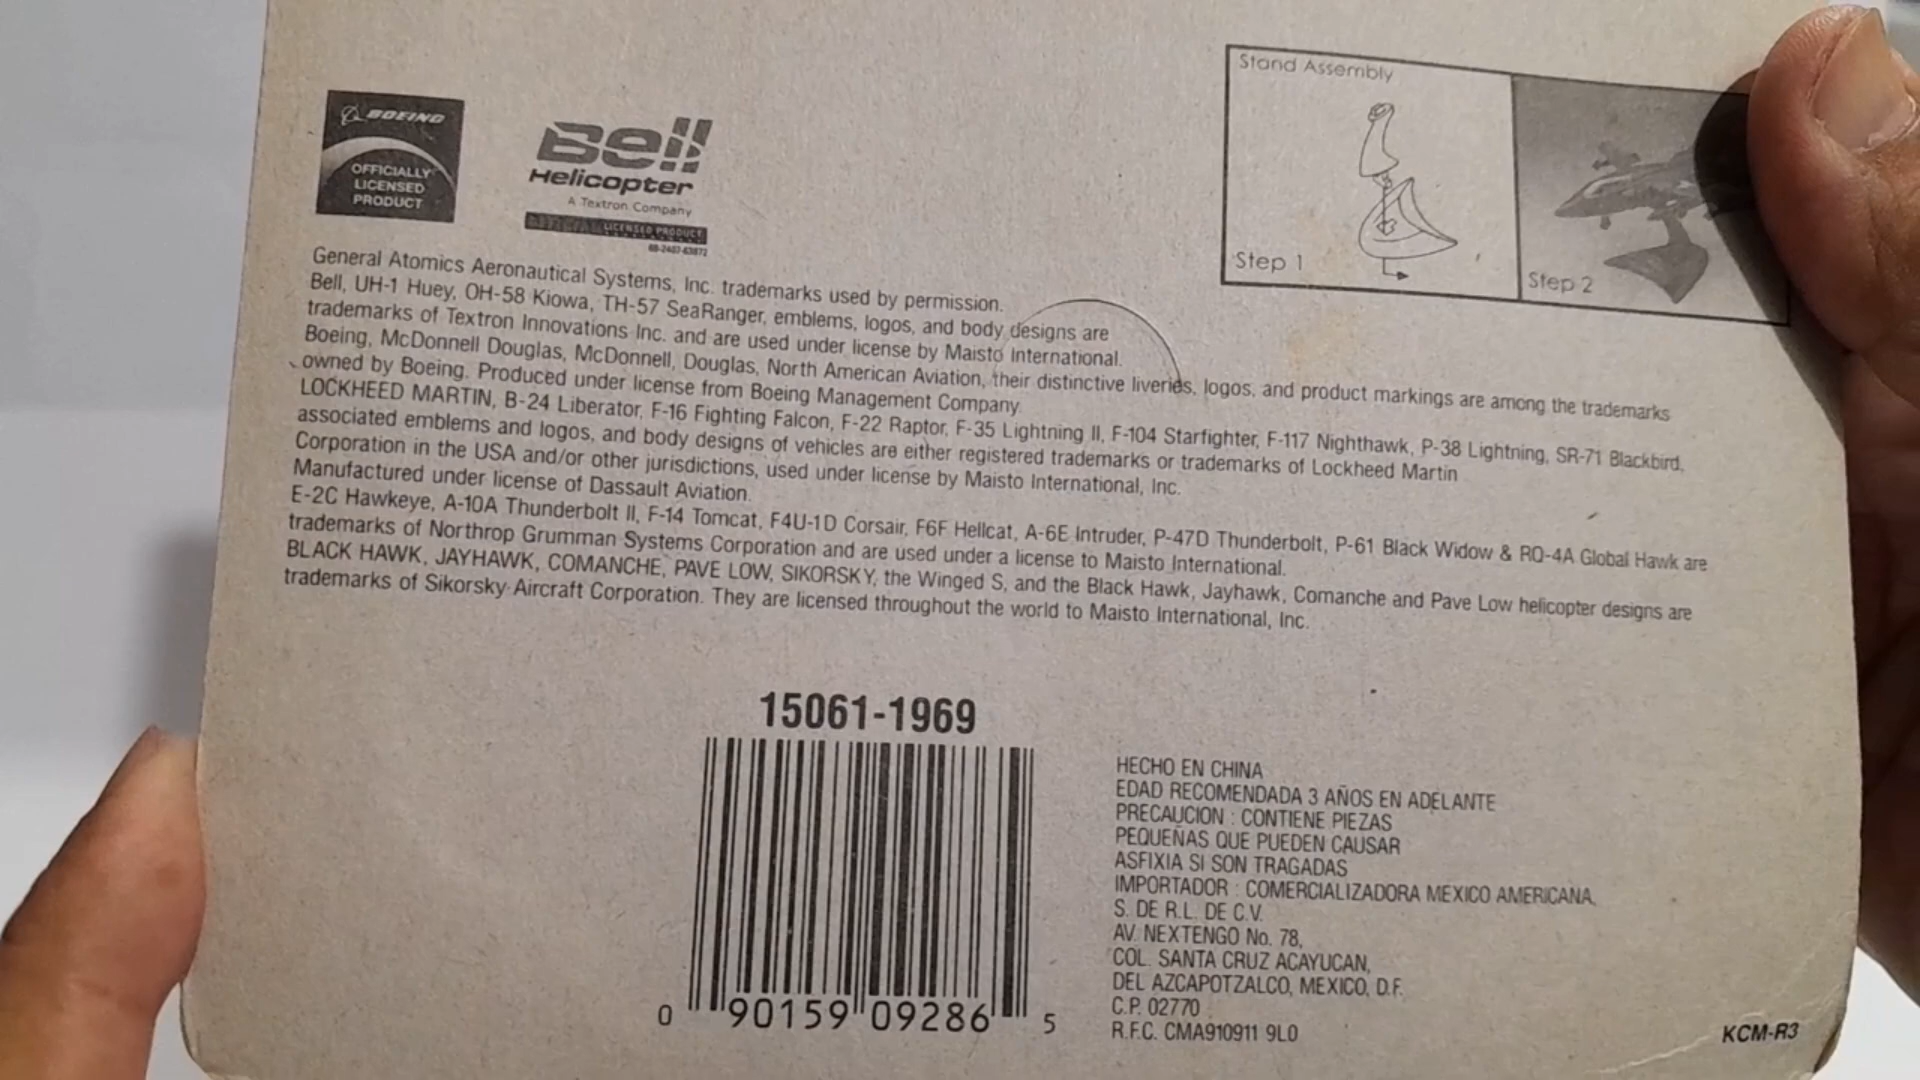 BOEING
OFFICIALLY
LICENSED
PRODUCT
Bell
Helicopter
A Textron Company
LICENSED PRODUCT
Stand Assembly
Step 1
Step 2
General Atomics Aeronautical Systems, Inc. trademarks used by permission.
Bell, UH-1 Huey, OH-58 Kiowa, TH-57 SeaRanger, emblems, logos, and body designs are
trademarks of Textron Innovations Inc. and are used under license by Maisto International.
Boeing, McDonnell Douglas, McDonnell, Douglas, North American Aviation, their distinctive liveries, logos, and product markings are among the trademarks
owned by Boeing. Produced under license from Boeing Management Company
LOCKHEED MARTIN, B-24 Liberator, F-16 Fighting Falcon, F-22 Raptor, F-35 Lightning II, F-104 Starfighter, F-117 Nighthawk, P-38 Lightning, SR-71 Blackbird,
associated emblems and logos, and body designs of vehicles are either registered trademarks or trademarks of Lockheed Martin
Corporation in the USA and/or other jurisdictions, used under license by Maisto International, Inc.
Manufactured under license of Dassault Aviation.
E-2C Hawkeye, A-10A Thunderbolt II, F-14 Tomcat, F4U-1D Corsair, F6F Hellcat, A-6E Intruder, P-47D Thunderbolt, P-61 Black Widow & RQ-4A Global Hawk are
trademarks of Northrop Grumman Systems Corporation and are used under a license to Maisto International.
BLACK HAWK, JAYHAWK, COMANCHE, PAVE LOW, SIKORSKY, the Winged S, and the Black Hawk, Jayhawk, Comanche and Pave Low helicopter designs are
trademarks of Sikorsky Aircraft Corporation. They are licensed throughout the world to Maisto International, Inc.
15061-1969
0 90159 09286 5
HECHO EN CHINA
EDAD RECOMENDADA 3 AÑOS EN ADELANTE
PRECAUCION : CONTIENE PIEZAS
PEQUEÑAS QUE PUEDEN CAUSAR
ASFIXIA SI SON TRAGADAS
IMPORTADOR : COMERCIALIZADORA MEXICO AMERICANA,
S. DE R.L. DE C.V.
AV. NEXTENGO No. 78,
COL. SANTA CRUZ ACAYUCAN,
DEL AZCAPOTZALCO, MEXICO, D.F.
C.P. 02770
R.F.C. CMA910911 9L0
KCM-R3